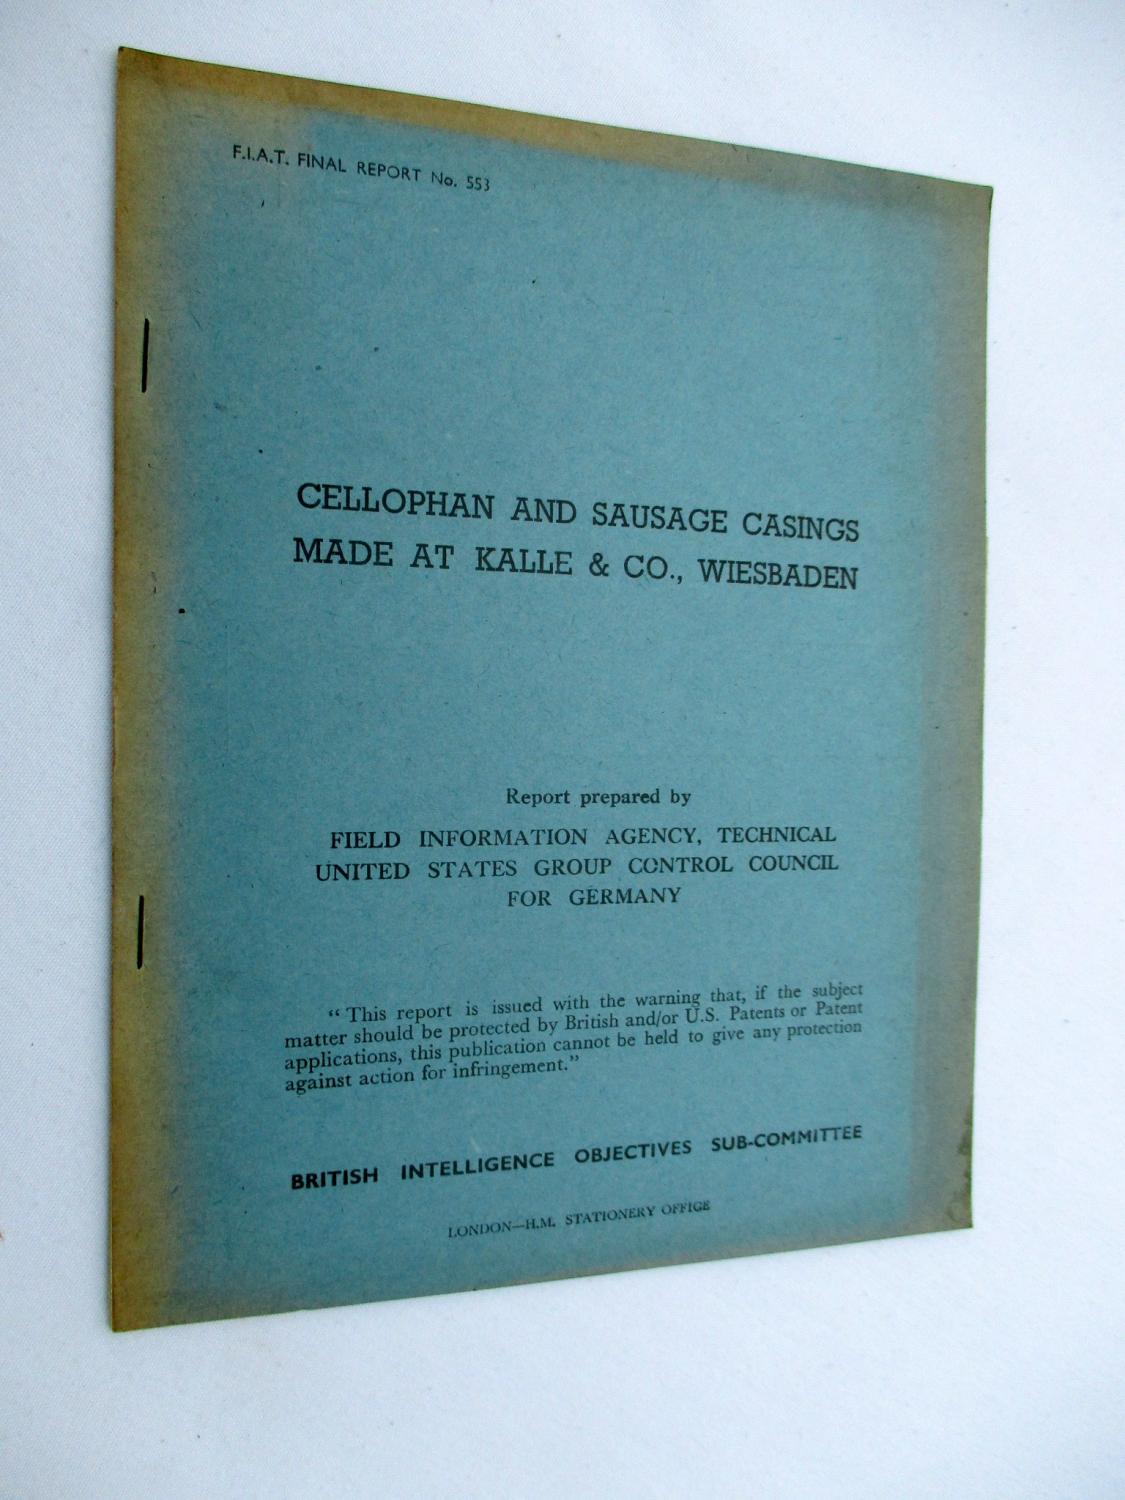 F.I.A.T. FINAL REPORT No. 553
CELLOPHAN AND SAUSAGE CASINGS
MADE AT KALLE & CO., WIESBADEN
Report prepared by
FIELD INFORMATION AGENCY, TECHNICAL
UNITED STATES GROUP CONTROL COUNCIL
FOR GERMANY
“ This report is issued with the warning that, if the subject
matter should be protected by British and/or U.S. Patents or Patent
applications, this publication cannot be held to give any protection
against action for infringement.”
BRITISH INTELLIGENCE OBJECTIVES SUB-COMMITTEE
LONDON—H.M. STATIONERY OFFICE